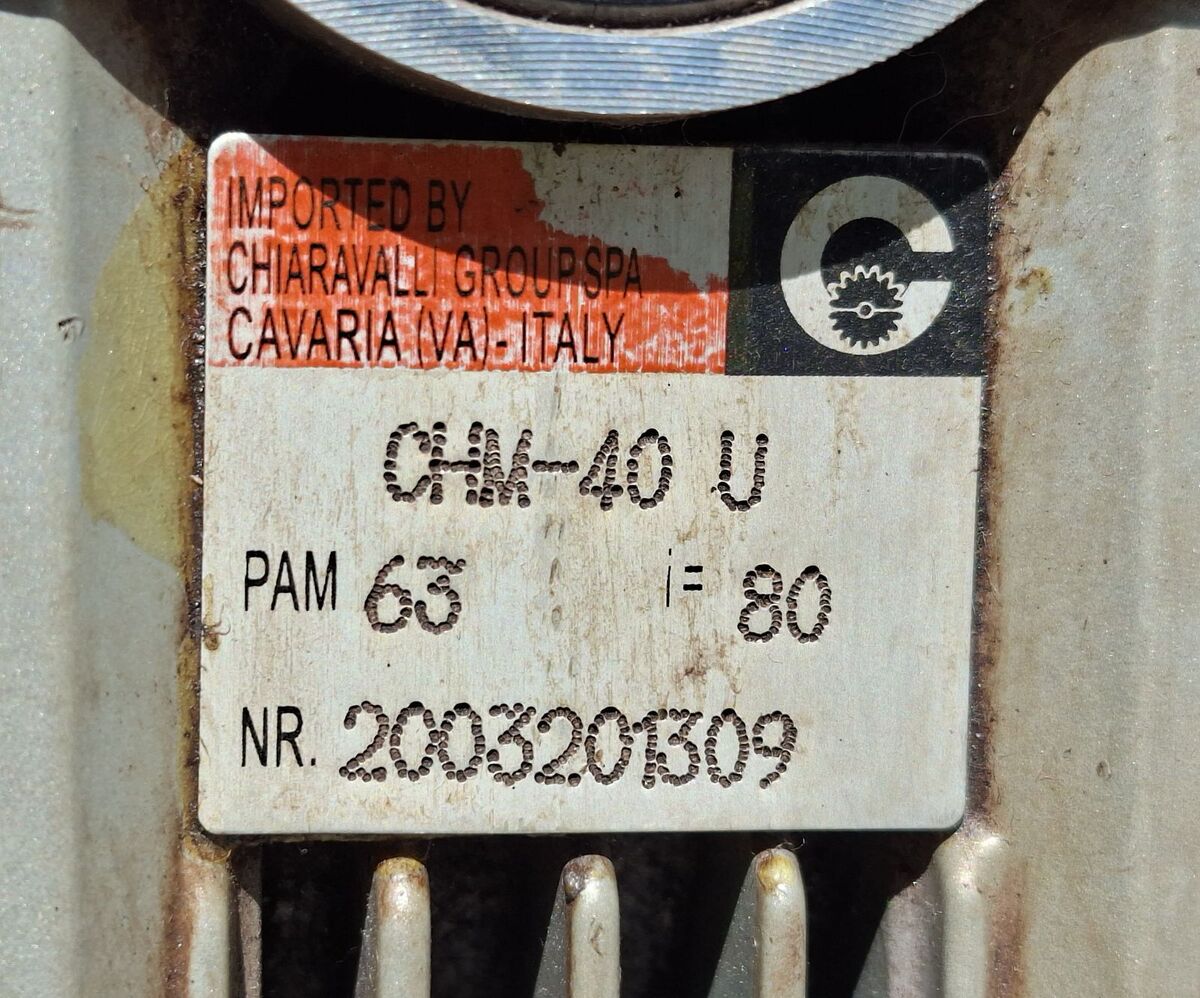 IMPORTED BY
CHIARAVALLI GROUP SPA
CAVARIA (VA)-ITALY
CHM-40 U
PAM 63 i= 80
NR. 2003201309